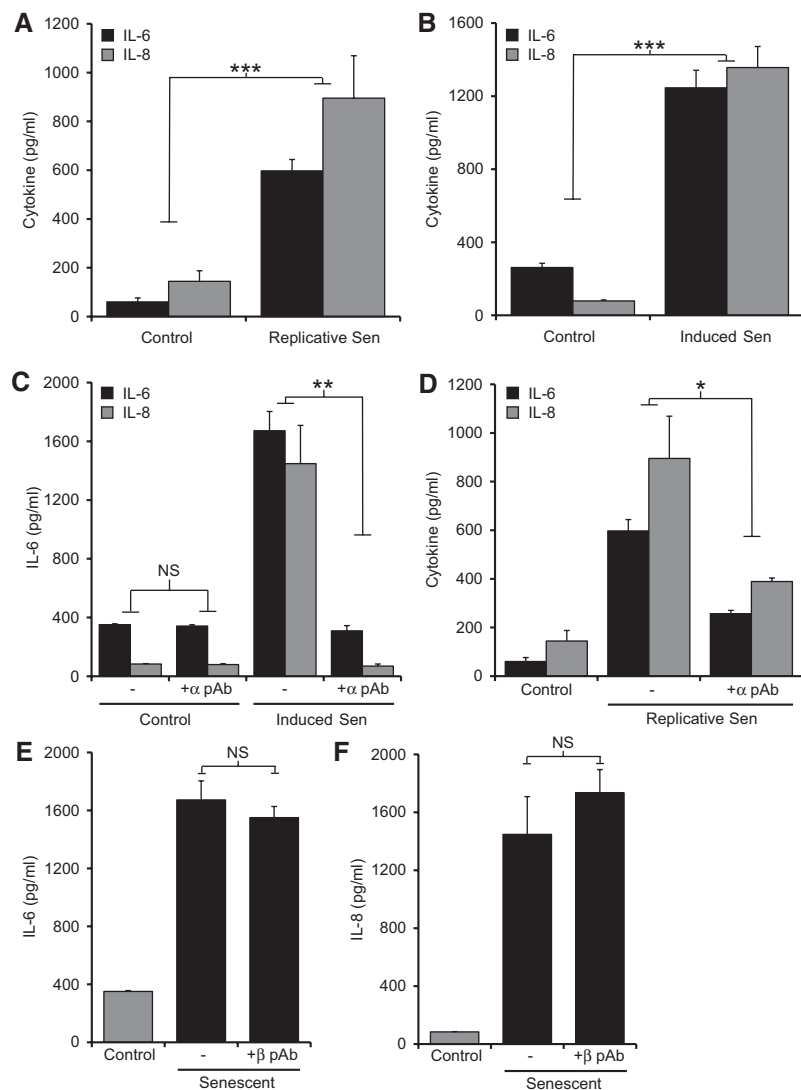 A
IL-6
IL-8
***
Cytokine (pg/ml)
1200
1000
800
600
400
200
0
Control
Replicative Sen
B
IL-6
IL-8
***
Cytokine (pg/ml)
1600
1200
800
400
0
Control
Induced Sen
C
IL-6
IL-8
**
NS
IL-6 (pg/ml)
2000
1600
1200
800
400
0
-
+α pAb
-
+α pAb
Control
Induced Sen
D
IL-6
IL-8
*
Cytokine (pg/ml)
1200
1000
800
600
400
200
0
Control
-
+α pAb
Replicative Sen
E
NS
IL-6 (pg/ml)
2000
1600
1200
800
400
0
Control
-
+β pAb
Senescent
F
NS
IL-8 (pg/ml)
2000
1600
1200
800
400
0
Control
-
+β pAb
Senescent